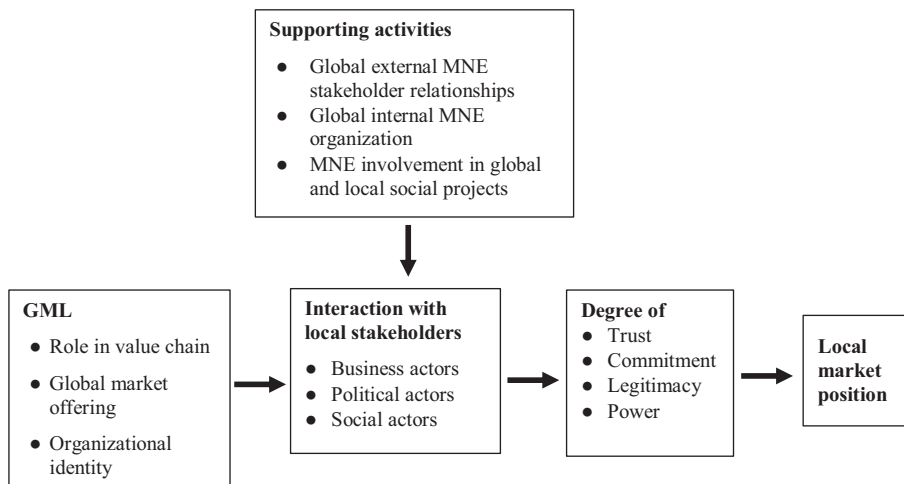 Supporting activities
● Global external MNE
stakeholder relationships
● Global internal MNE
organization
● MNE involvement in global
and local social projects
GML
● Role in value chain
● Global market
offering
● Organizational
identity
Interaction with
local stakeholders
● Business actors
● Political actors
● Social actors
Degree of
● Trust
● Commitment
● Legitimacy
● Power
Local
market
position